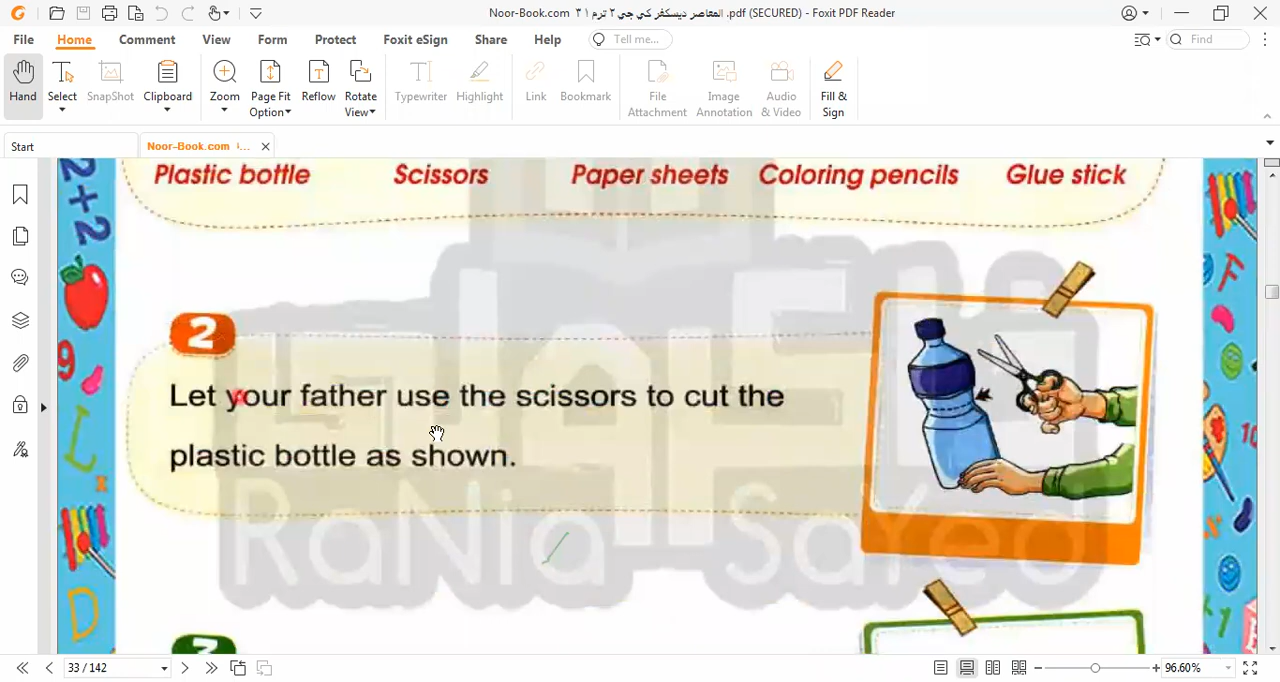 Noor-Book.com المعاصر ديسكفر كي جي ٢ ترم ١ ٣ .pdf (SECURED) - Foxit PDF Reader
File Home Comment View Form Protect Foxit eSign Share Help Tell me... Find
Hand Select SnapShot Clipboard Zoom Page Fit Option Reflow Rotate View Typewriter Highlight Link Bookmark File Attachment Image Annotation Audio & Video Fill & Sign
Start Noor-Book.com ا...
Plastic bottle Scissors Paper sheets Coloring pencils Glue stick
2
Let your father use the scissors to cut the
plastic bottle as shown.
RaNia SaYed
3
33 / 142 96.60%